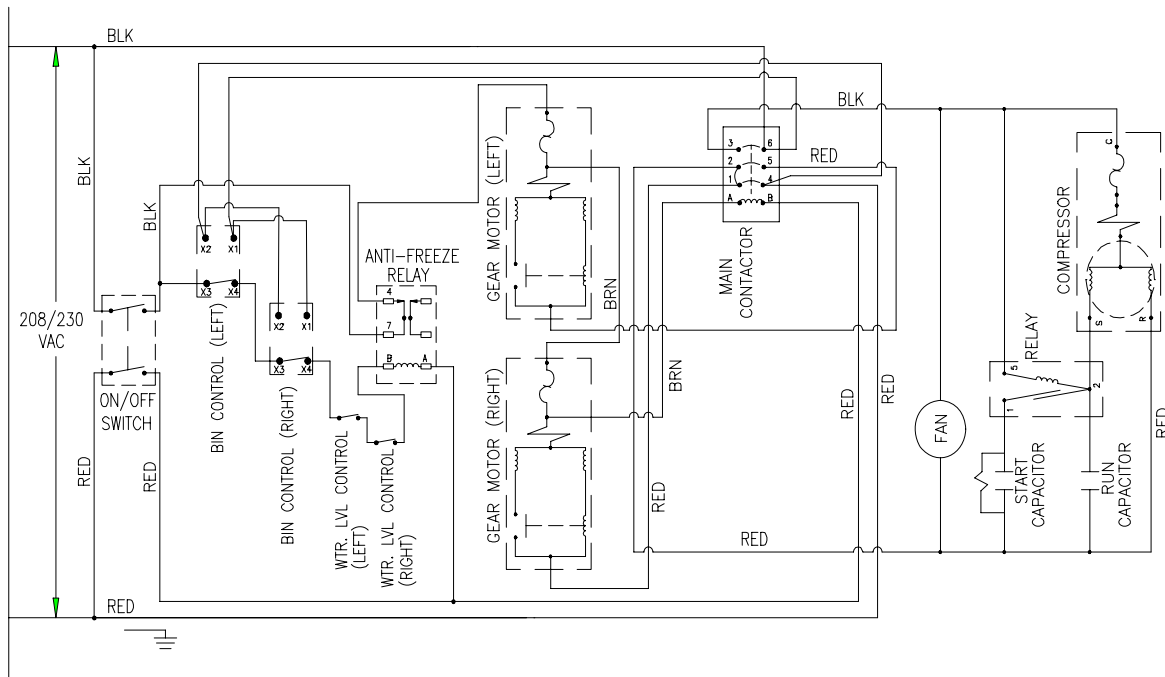 BLK
BLK
BLK
208/230
VAC
ON/OFF
SWITCH
RED
RED
RED
X2
X1
X3
X4
BIN CONTROL (LEFT)
X2
X1
X3
X4
BIN CONTROL (RIGHT)
WTR. LVL CONTROL
(LEFT)
WTR. LVL CONTROL
(RIGHT)
ANTI-FREEZE
RELAY
4
7
B
A
GEAR MOTOR (LEFT)
BRN
GEAR MOTOR (RIGHT)
BRN
RED
3
6
2
5
1
4
A
B
MAIN
CONTACTOR
RED
BLK
RED
RED
RED
FAN
RELAY
5
1
2
START
CAPACITOR
RUN
CAPACITOR
COMPRESSOR
C
S
R
RED